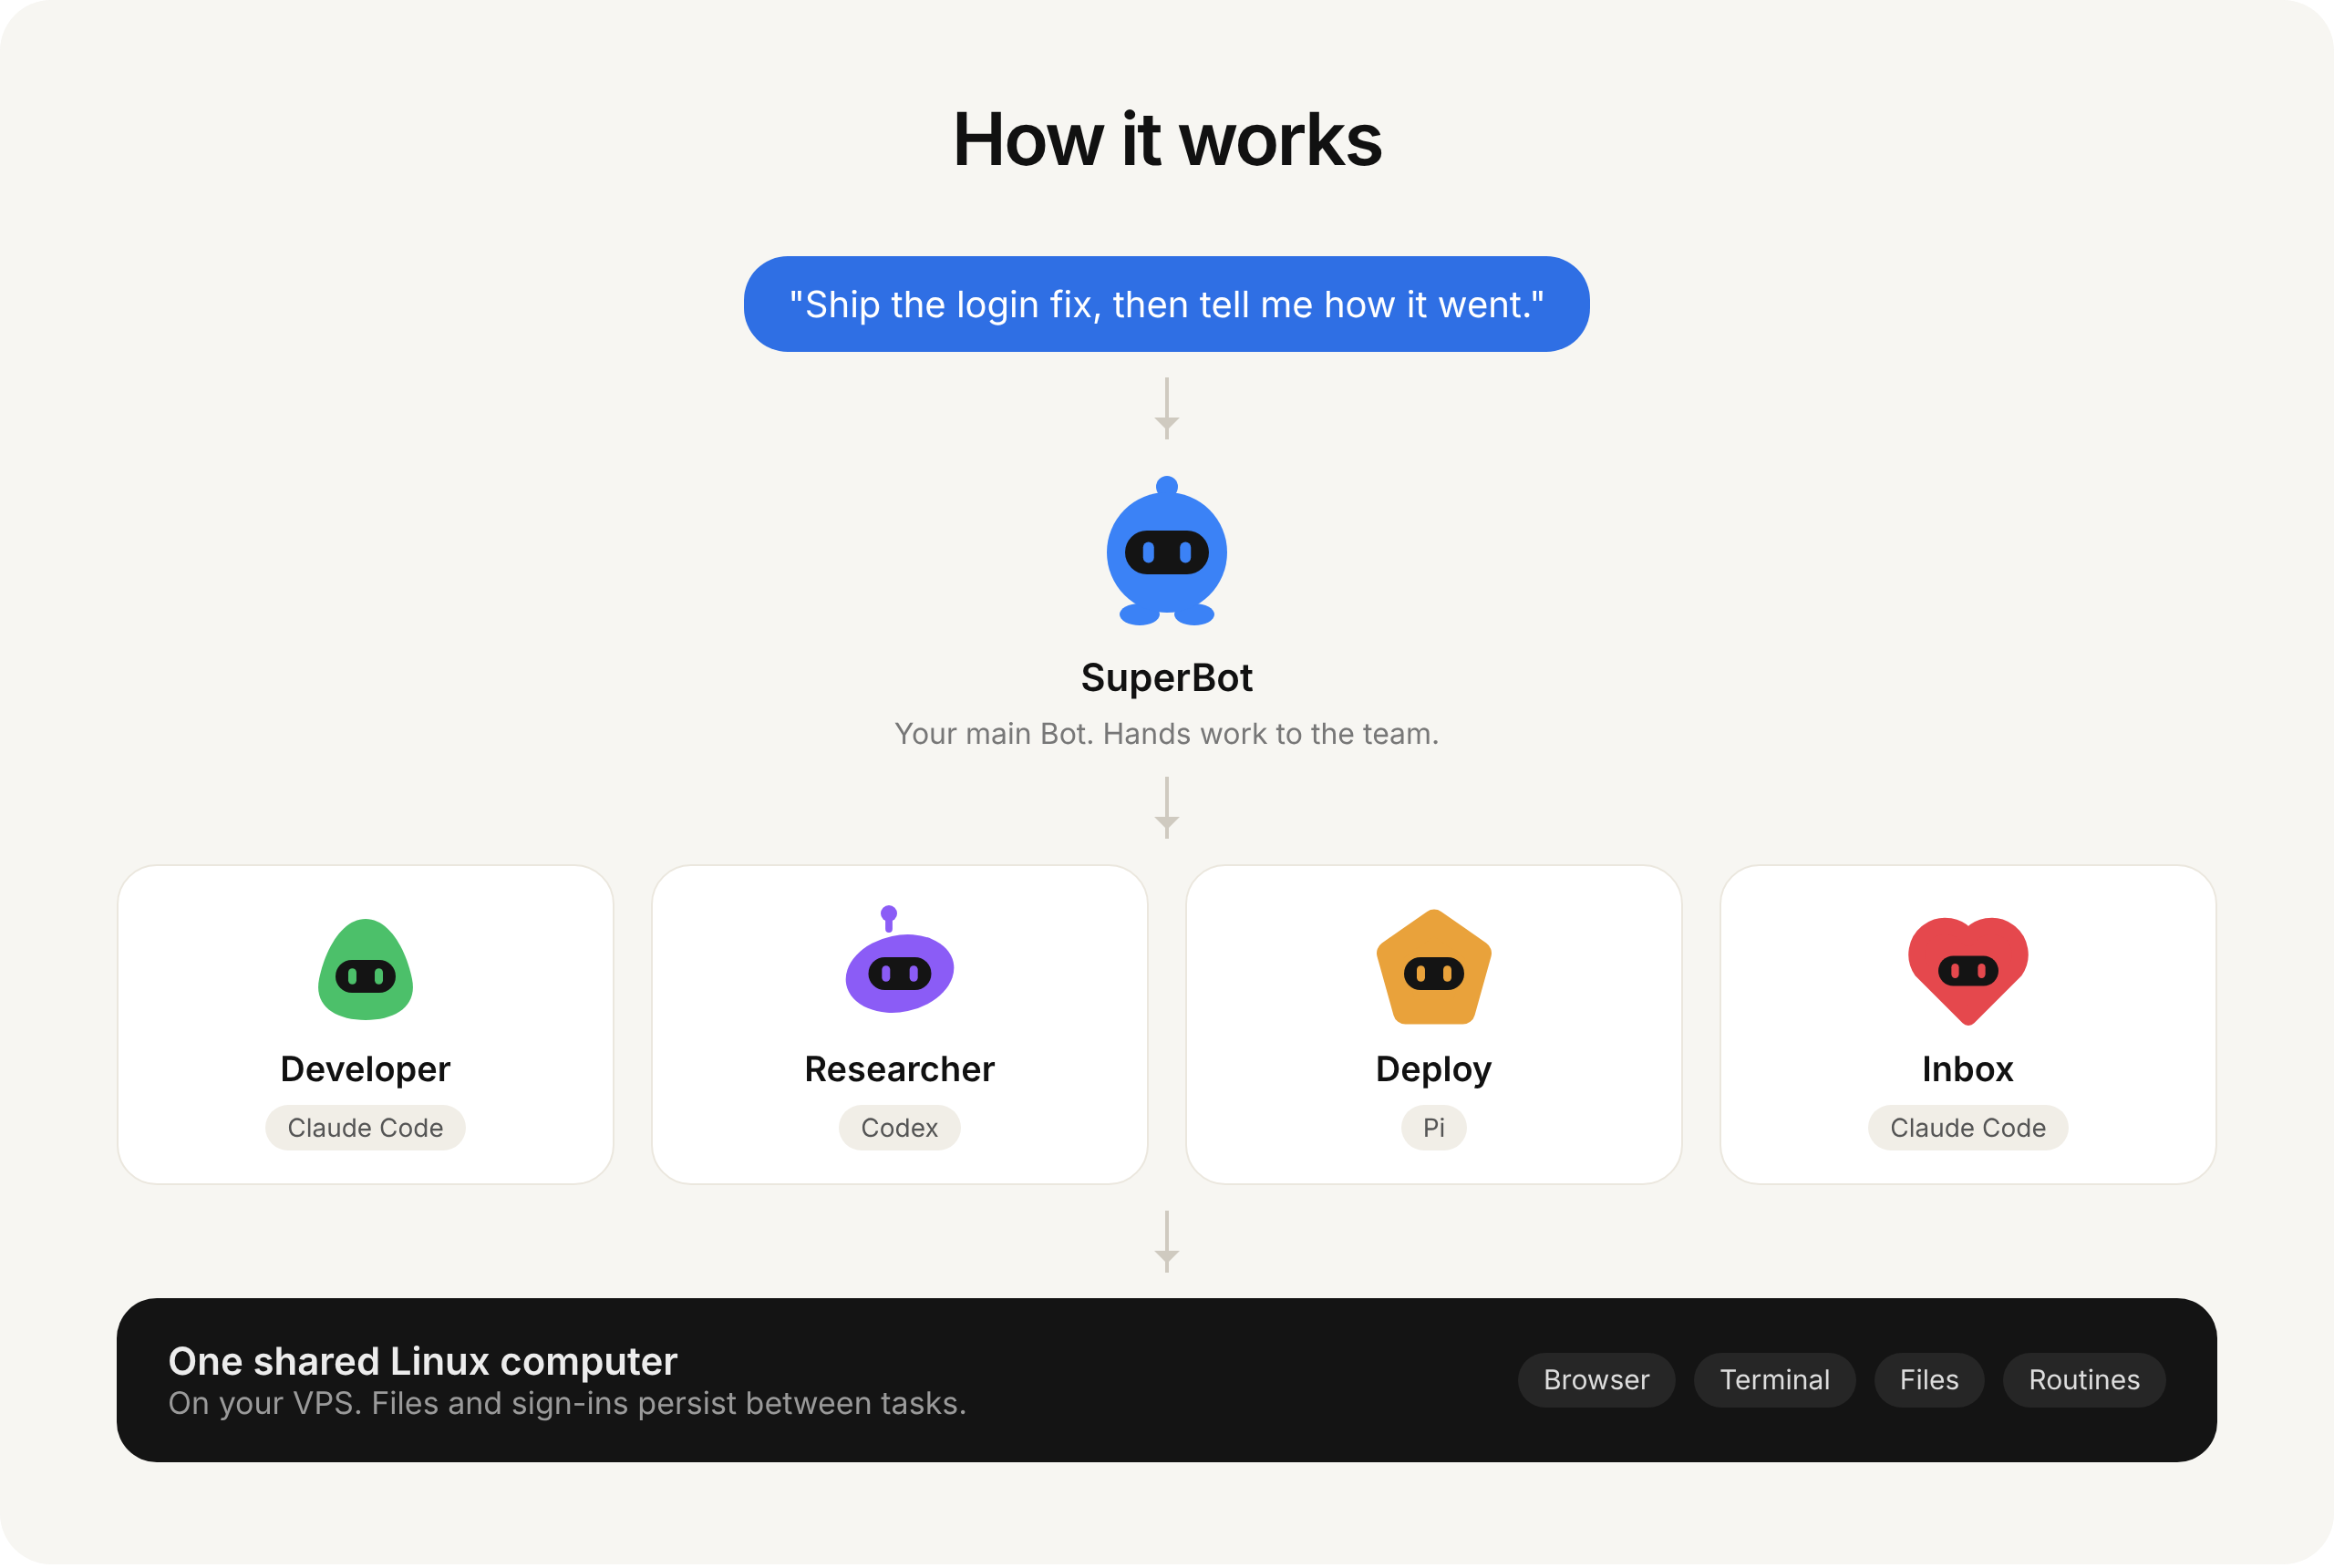 How it works
"Ship the login fix, then tell me how it went."
SuperBot
Your main Bot. Hands work to the team.
Developer
Claude Code
Researcher
Codex
Deploy
Pi
Inbox
Claude Code
One shared Linux computer
On your VPS. Files and sign-ins persist between tasks.
Browser
Terminal
Files
Routines